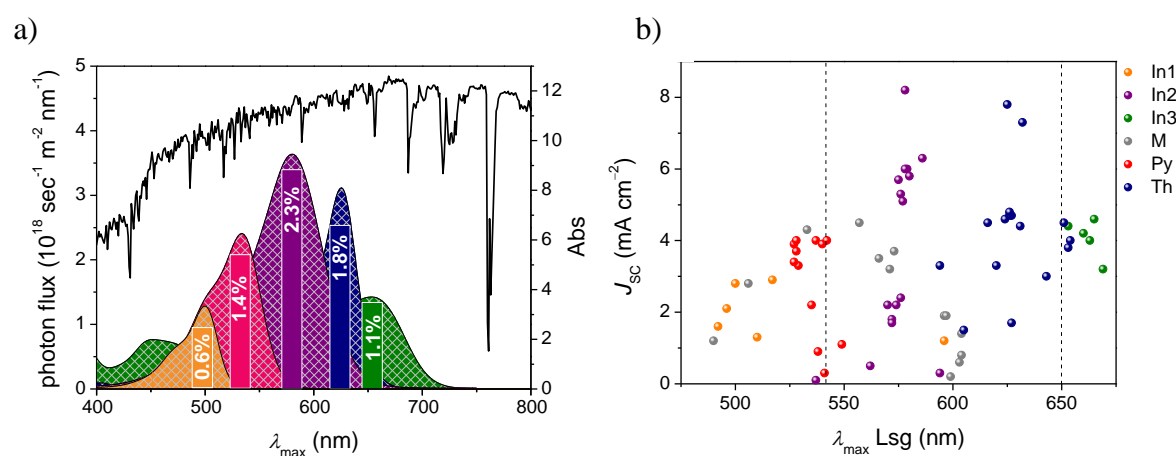 a)
photon flux (10¹⁸ sec⁻¹ m⁻² nm⁻¹)
5
4
3
2
1
0
0.6%
1.4%
2.3%
1.8%
1.1%
12
10
8
6
4
2
0
Abs
400 500 600 700 800
λmax (nm)
b)
JSC (mA cm⁻²)
8
6
4
2
0
500 550 600 650
λmax Lsg (nm)
In1
In2
In3
M
Py
Th